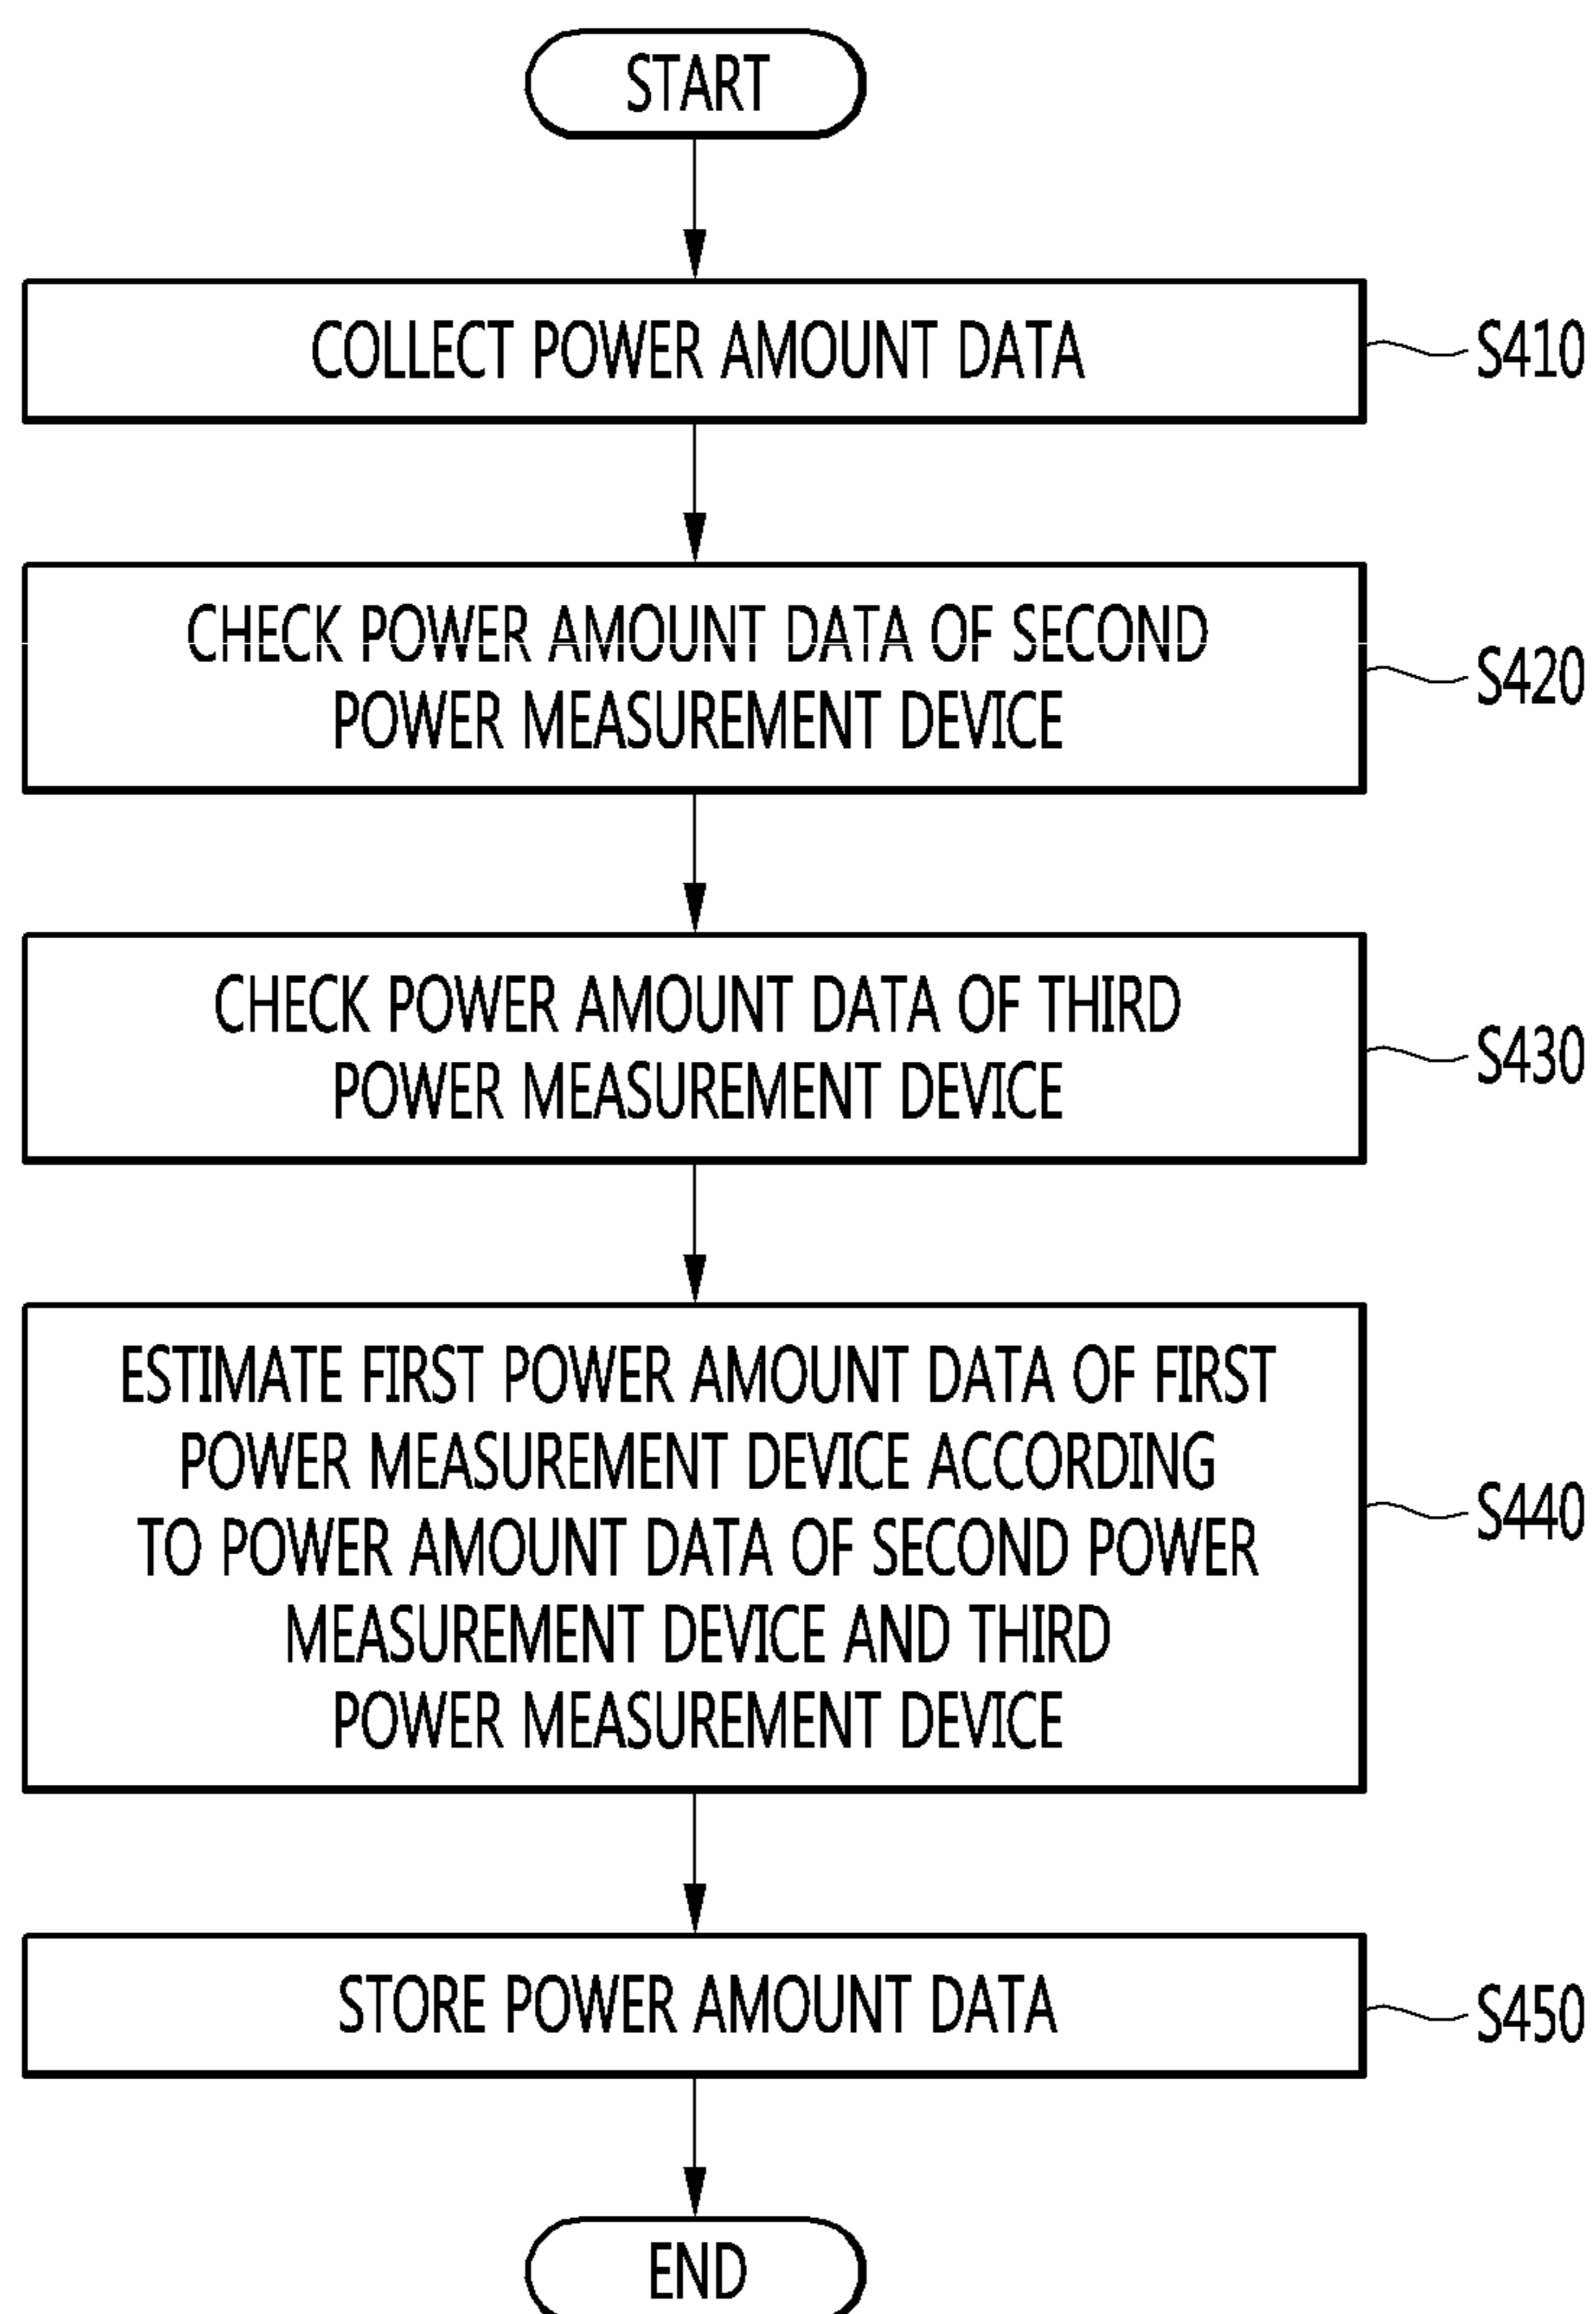 START
COLLECT POWER AMOUNT DATA
S410
CHECK POWER AMOUNT DATA OF SECOND
POWER MEASUREMENT DEVICE
S420
CHECK POWER AMOUNT DATA OF THIRD
POWER MEASUREMENT DEVICE
S430
ESTIMATE FIRST POWER AMOUNT DATA OF FIRST
POWER MEASUREMENT DEVICE ACCORDING
TO POWER AMOUNT DATA OF SECOND POWER
MEASUREMENT DEVICE AND THIRD
POWER MEASUREMENT DEVICE
S440
STORE POWER AMOUNT DATA
S450
END